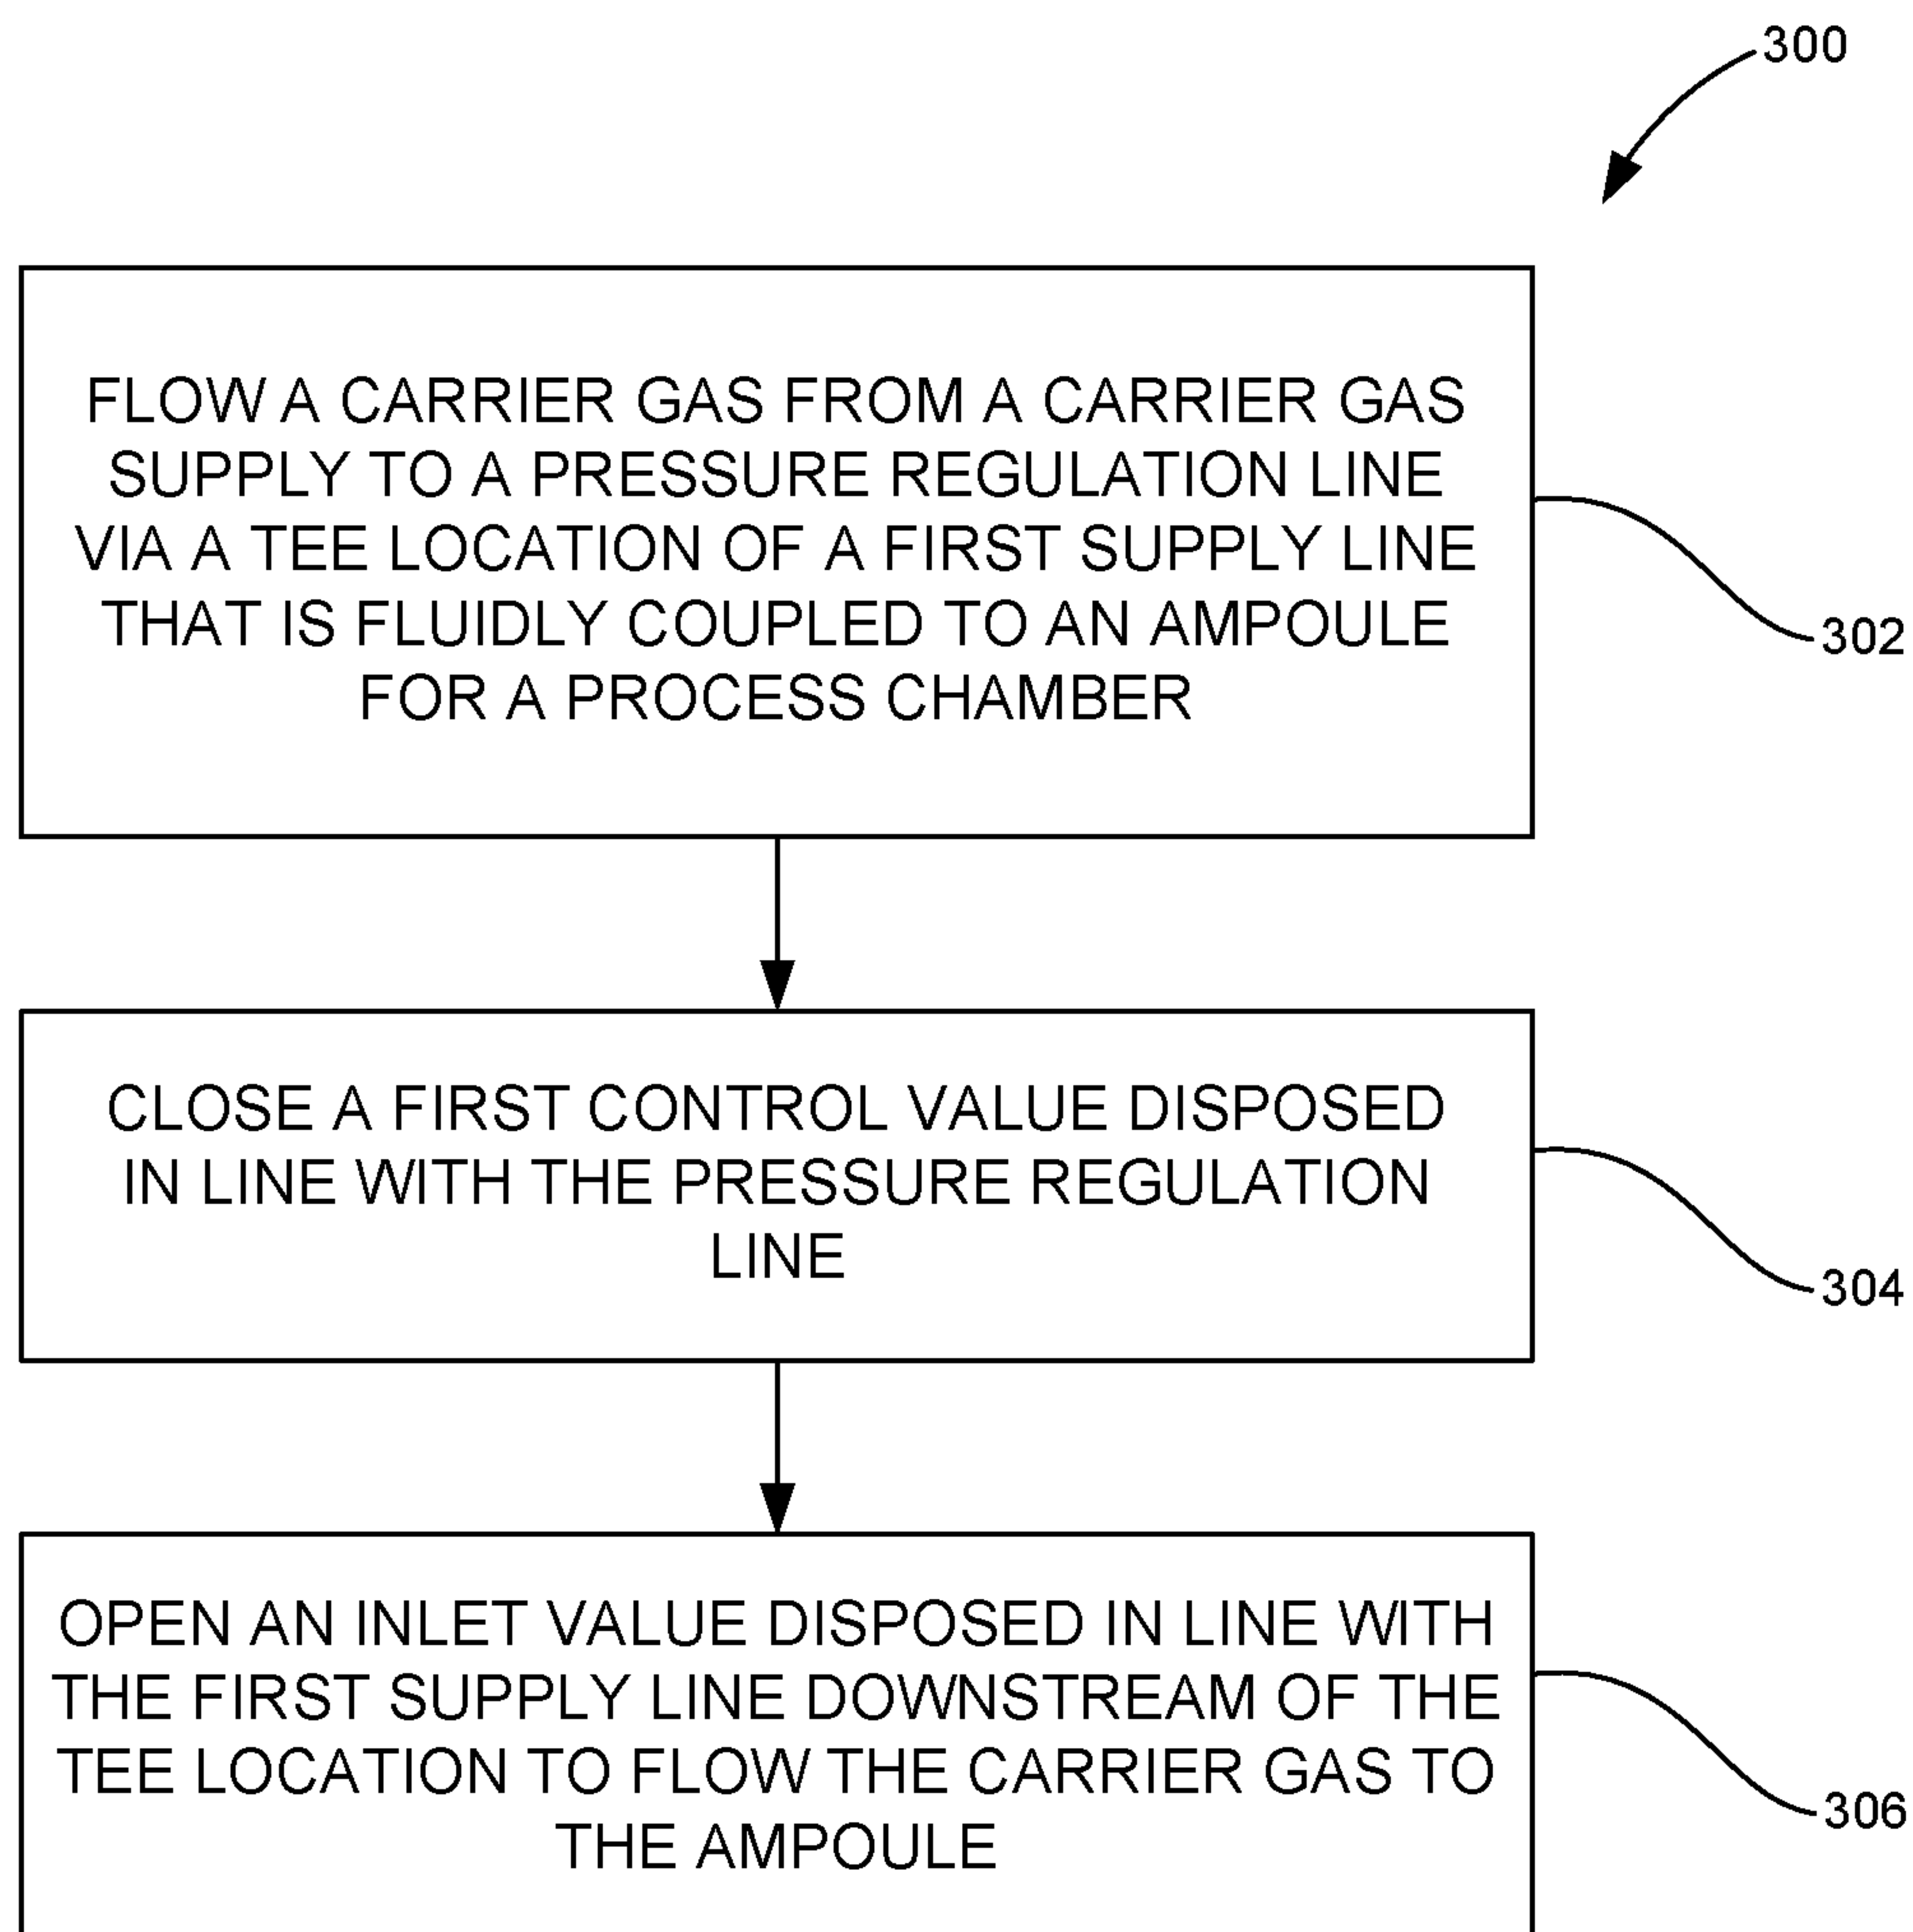 300
FLOW A CARRIER GAS FROM A CARRIER GAS
SUPPLY TO A PRESSURE REGULATION LINE
VIA A TEE LOCATION OF A FIRST SUPPLY LINE
THAT IS FLUIDLY COUPLED TO AN AMPOULE
FOR A PROCESS CHAMBER
302
CLOSE A FIRST CONTROL VALUE DISPOSED
IN LINE WITH THE PRESSURE REGULATION
LINE
304
OPEN AN INLET VALUE DISPOSED IN LINE WITH
THE FIRST SUPPLY LINE DOWNSTREAM OF THE
TEE LOCATION TO FLOW THE CARRIER GAS TO
THE AMPOULE
306